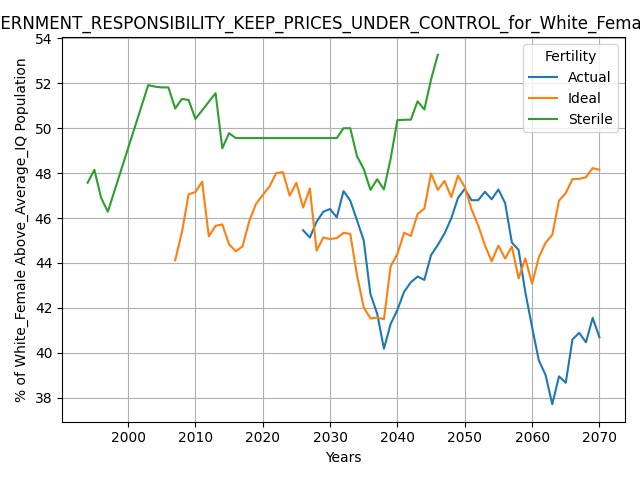 ERNMENT_RESPONSIBILITY_KEEP_PRICES_UNDER_CONTROL_for_White_Fema
% of White_Female Above_Average_IQ Population
54
52
50
48
46
44
42
40
38
Fertility
Actual
Ideal
Sterile
2000 2010 2020 2030 2040 2050 2060 2070
Years